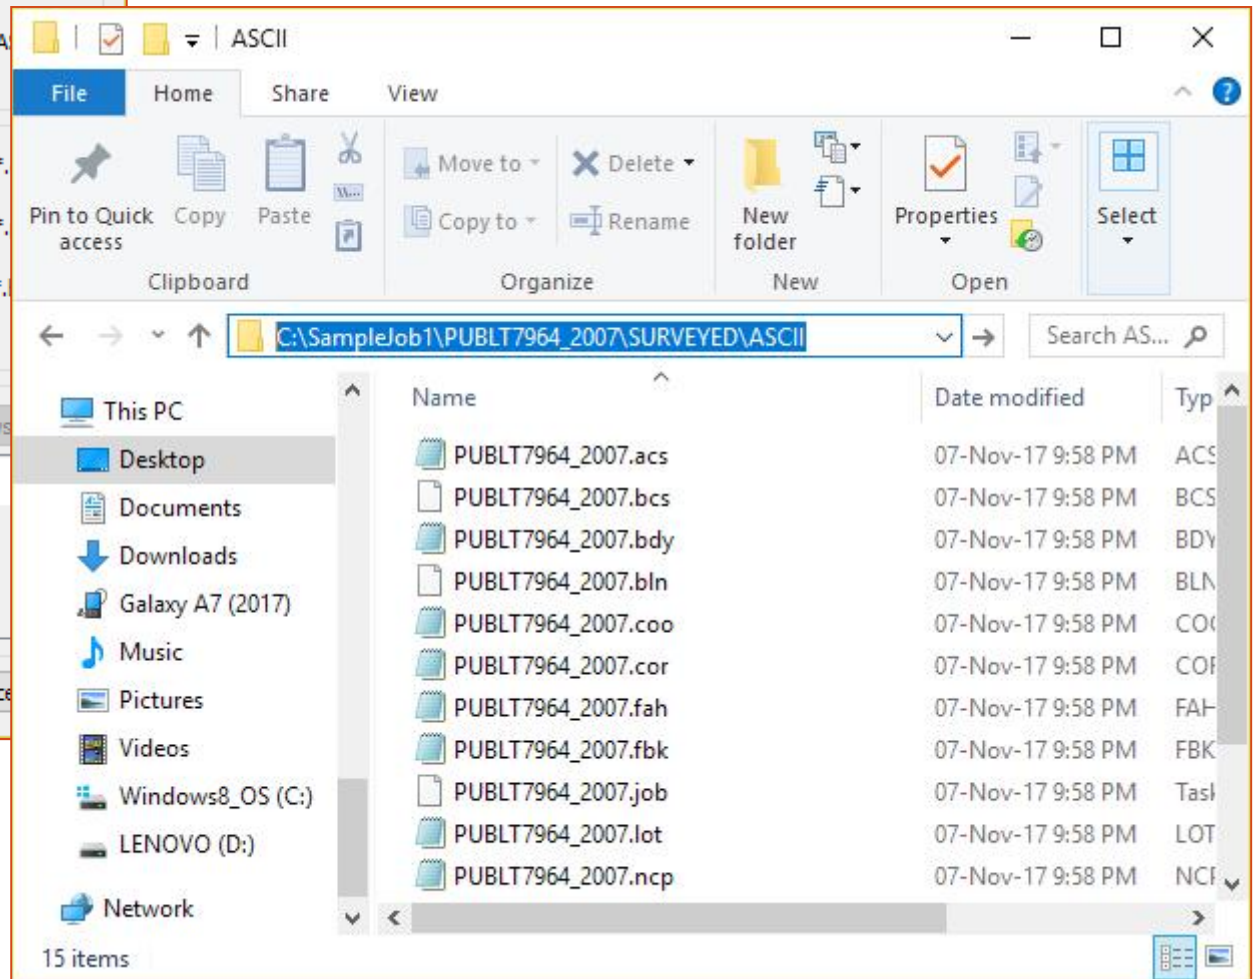 ASCII
File Home Share View
Pin to Quick access
Copy
Paste
Move to
Copy to
Delete
Rename
New folder
Properties
Select
Clipboard Organize New Open
C:\SampleJob1\PUBLT7964_2007\SURVEYED\ASCII
Search AS...
This PC
Desktop
Documents
Downloads
Galaxy A7 (2017)
Music
Pictures
Videos
Windows8_OS (C:)
LENOVO (D:)
Network
Name Date modified Typ
PUBLT7964_2007.acs 07-Nov-17 9:58 PM ACS
PUBLT7964_2007.bcs 07-Nov-17 9:58 PM BCS
PUBLT7964_2007.bdy 07-Nov-17 9:58 PM BDY
PUBLT7964_2007.bln 07-Nov-17 9:58 PM BLN
PUBLT7964_2007.coo 07-Nov-17 9:58 PM
PUBLT7964_2007.cor 07-Nov-17 9:58 PM
PUBLT7964_2007.fah 07-Nov-17 9:58 PM FAH
PUBLT7964_2007.fbk 07-Nov-17 9:58 PM FBK
PUBLT7964_2007.job 07-Nov-17 9:58 PM Task
PUBLT7964_2007.lot 07-Nov-17 9:58 PM LOT
PUBLT7964_2007.ncp 07-Nov-17 9:58 PM
15 items